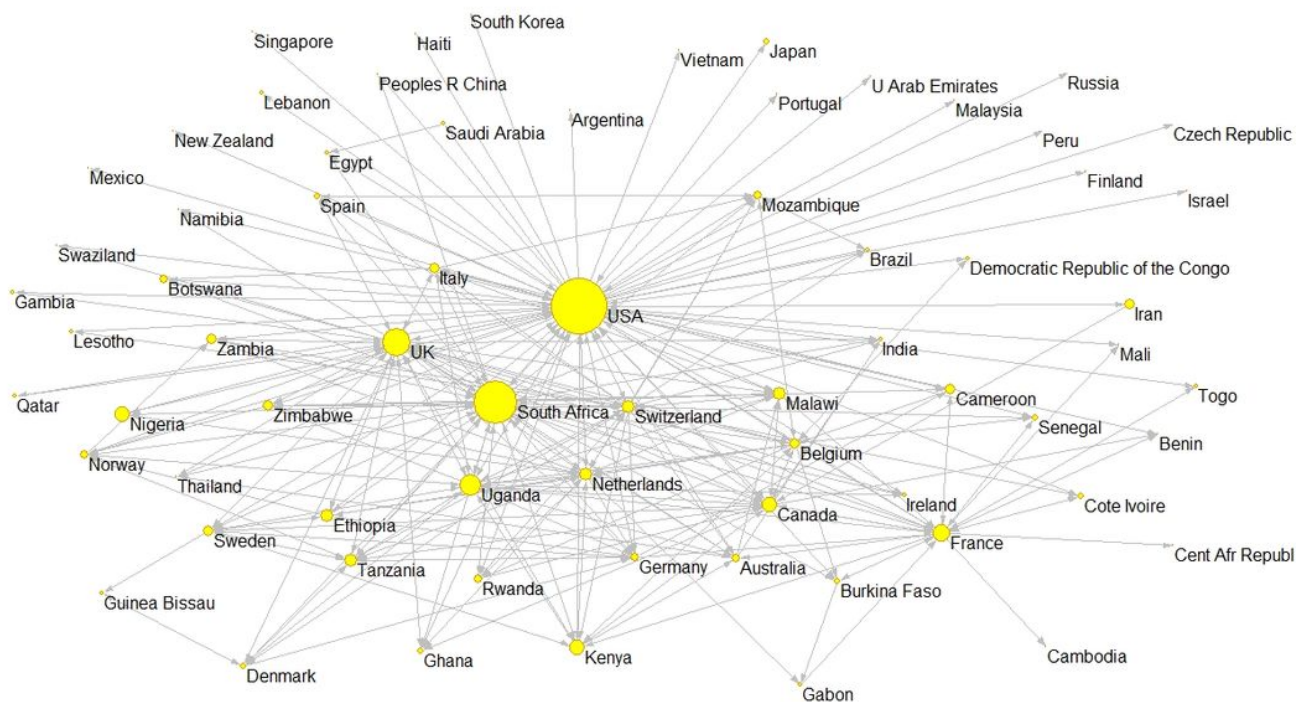 South Korea
Singapore
Haiti
Vietnam
Japan
Peoples R China
U Arab Emirates
Russia
Lebanon
Portugal
Malaysia
Argentina
New Zealand
Saudi Arabia
Egypt
Peru
Czech Republic
Mexico
Spain
Mozambique
Finland
Israel
Namibia
Swaziland
Botswana
Italy
Brazil
Democratic Republic of the Congo
Gambia
USA
Iran
Lesotho
Zambia
UK
India
Mali
Qatar
Nigeria
Zimbabwe
South Africa
Switzerland
Malawi
Cameroon
Togo
Senegal
Benin
Norway
Thailand
Uganda
Netherlands
Belgium
Ireland
Cote Ivoire
Sweden
Ethiopia
Canada
France
Tanzania
Rwanda
Germany
Australia
Burkina Faso
Cent Afr Republ
Guinea Bissau
Denmark
Ghana
Kenya
Gabon
Cambodia